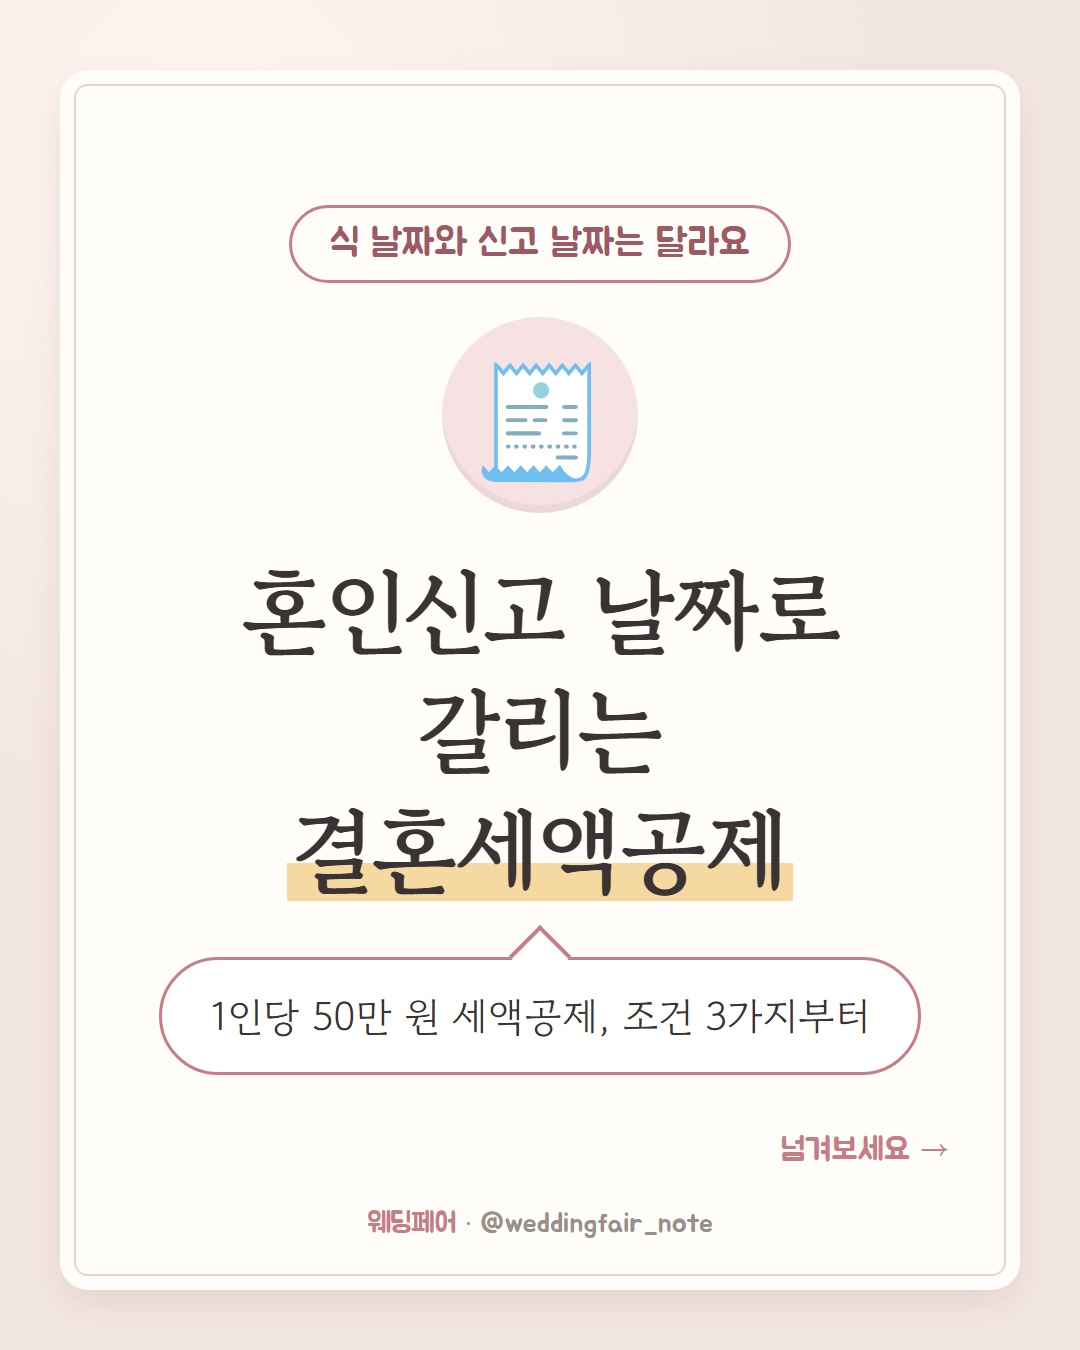 식 날짜와 신고 날짜는 달라요
혼인신고 날짜로
갈리는
결혼세액공제
1인당 50만 원 세액공제, 조건 3가지부터
넘겨보세요 →
웨딩페어 · @weddingfair_note